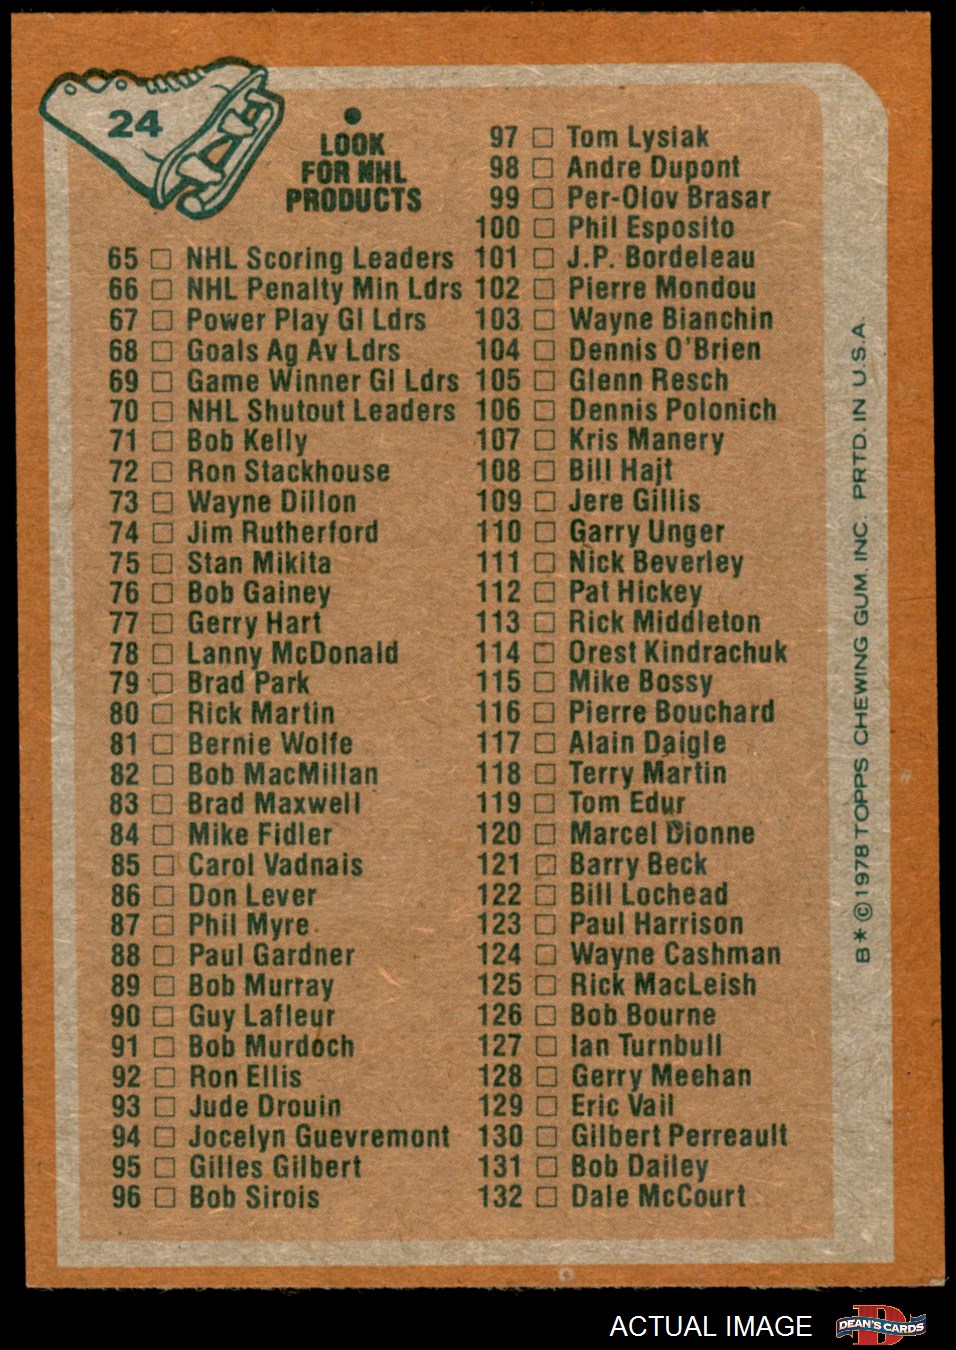 24
LOOK
FOR NHL
PRODUCTS
65 □ NHL Scoring Leaders
66 □ NHL Penalty Min Ldrs
67 □ Power Play Gl Ldrs
68 □ Goals Ag Av Ldrs
69 □ Game Winner Gl Ldrs
70 □ NHL Shutout Leaders
71 □ Bob Kelly
72 □ Ron Stackhouse
73 □ Wayne Dillon
74 □ Jim Rutherford
75 □ Stan Mikita
76 □ Bob Gainey
77 □ Gerry Hart
78 □ Lanny McDonald
79 □ Brad Park
80 □ Rick Martin
81 □ Bernie Wolfe
82 □ Bob MacMillan
83 □ Brad Maxwell
84 □ Mike Fidler
85 □ Carol Vadnais
86 □ Don Lever
87 □ Phil Myre
88 □ Paul Gardner
89 □ Bob Murray
90 □ Guy Lafleur
91 □ Bob Murdoch
92 □ Ron Ellis
93 □ Jude Drouin
94 □ Jocelyn Guevremont
95 □ Gilles Gilbert
96 □ Bob Sirois
97 □ Tom Lysiak
98 □ Andre Dupont
99 □ Per-Olov Brasar
100 □ Phil Esposito
101 □ J.P. Bordeleau
102 □ Pierre Mondou
103 □ Wayne Bianchin
104 □ Dennis O'Brien
105 □ Glenn Resch
106 □ Dennis Polonich
107 □ Kris Manery
108 □ Bill Hajt
109 □ Jere Gillis
110 □ Garry Unger
111 □ Nick Beverley
112 □ Pat Hickey
113 □ Rick Middleton
114 □ Orest Kindrachuk
115 □ Mike Bossy
116 □ Pierre Bouchard
117 □ Alain Daigle
118 □ Terry Martin
119 □ Tom Edur
120 □ Marcel Dionne
121 □ Barry Beck
122 □ Bill Lochead
123 □ Paul Harrison
124 □ Wayne Cashman
125 □ Rick MacLeish
126 □ Bob Bourne
127 □ Ian Turnbull
128 □ Gerry Meehan
129 □ Eric Vail
130 □ Gilbert Perreault
131 □ Bob Dailey
132 □ Dale McCourt
B*©1978 TOPPS CHEWING GUM, INC. PRTD. IN U.S.A.
ACTUAL IMAGE
DEAN'S CARDS